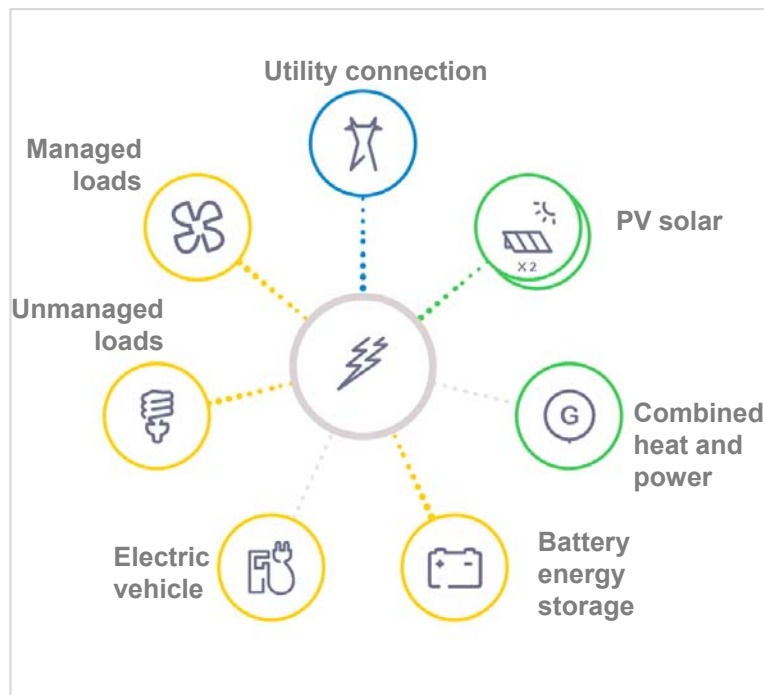 Utility connection
Managed
loads
PV solar
X2
Unmanaged
loads
G
Combined
heat and
power
Electric
vehicle
Battery
energy
storage